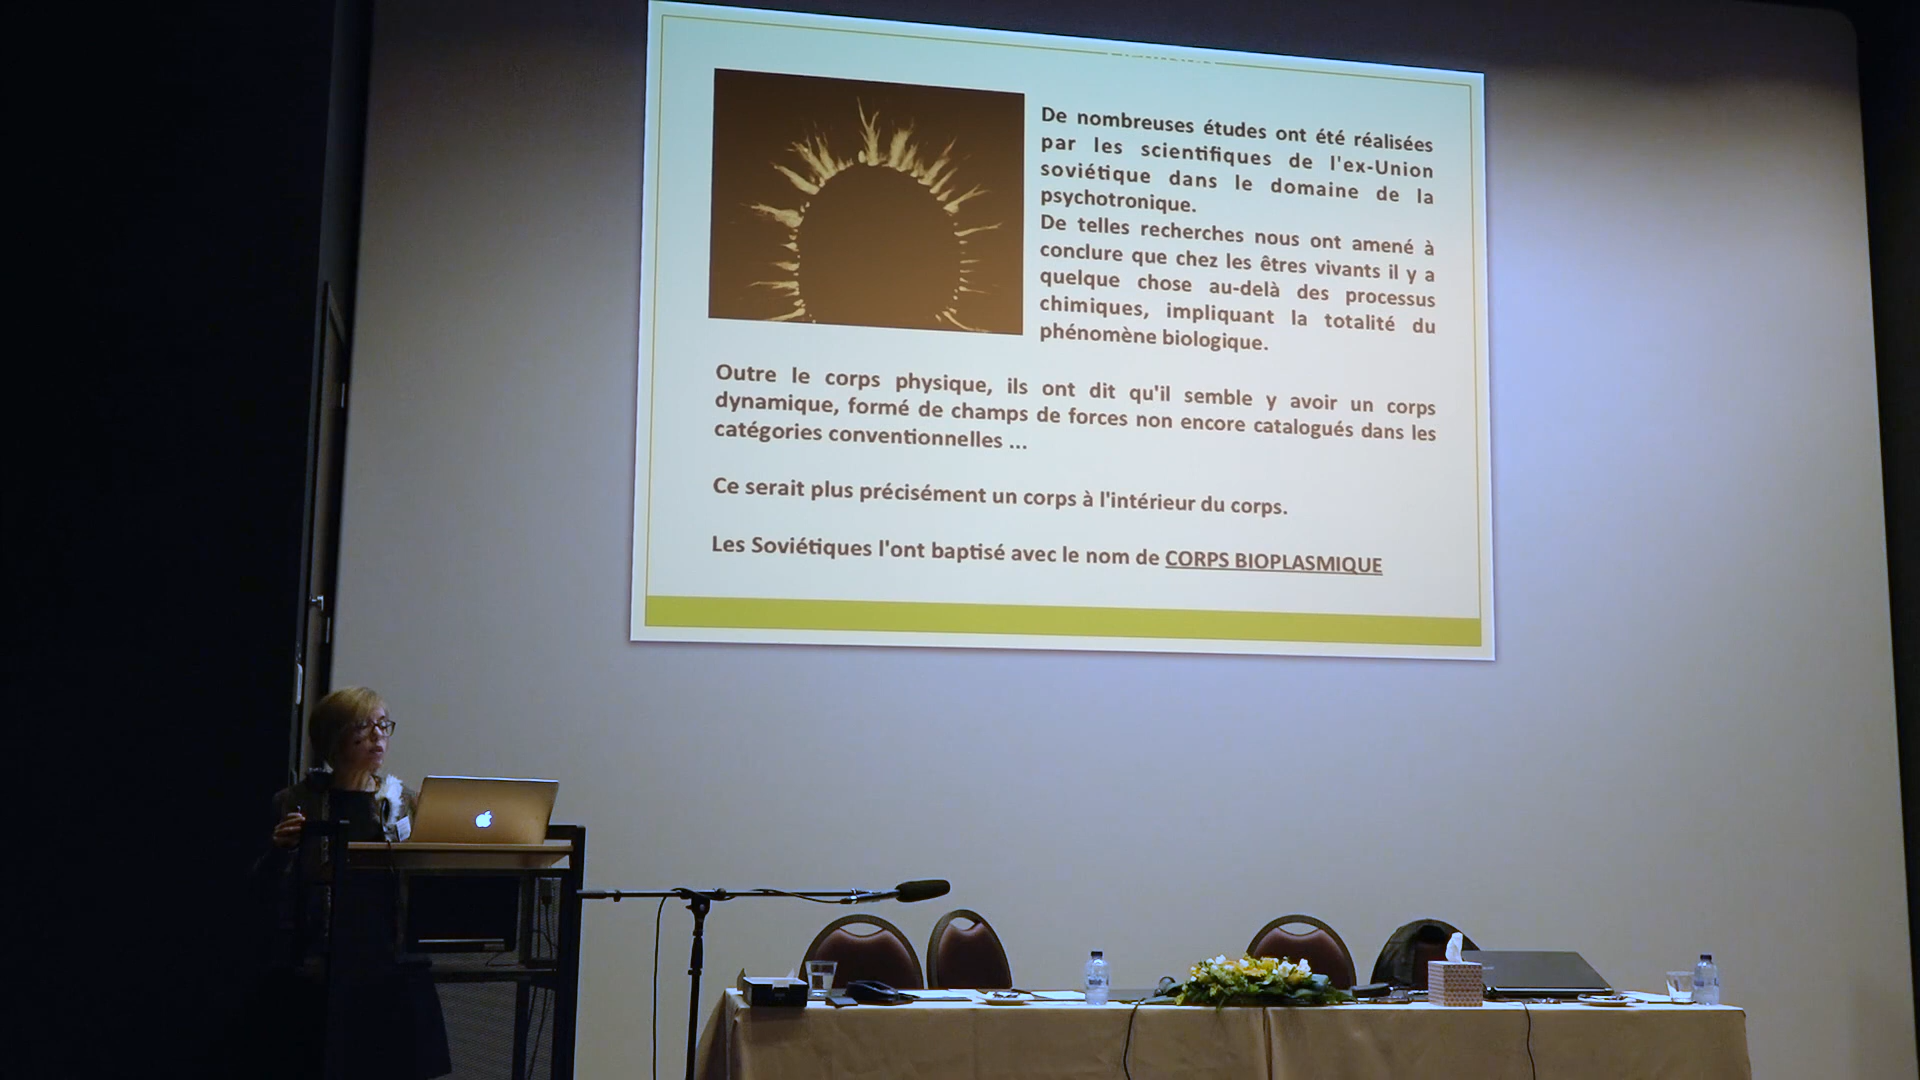 De nombreuses études ont été réalisées
par les scientifiques de l'ex-Union
soviétique dans le domaine de la
psychotronique.
De telles recherches nous ont amené à
conclure que chez les êtres vivants il y a
quelque chose au-delà des processus
chimiques, impliquant la totalité du
phénomène biologique.
Outre le corps physique, ils ont dit qu'il semble y avoir un corps
dynamique, formé de champs de forces non encore catalogués dans les
catégories conventionnelles ...
Ce serait plus précisément un corps à l'intérieur du corps.
Les Soviétiques l'ont baptisé avec le nom de CORPS BIOPLASMIQUE